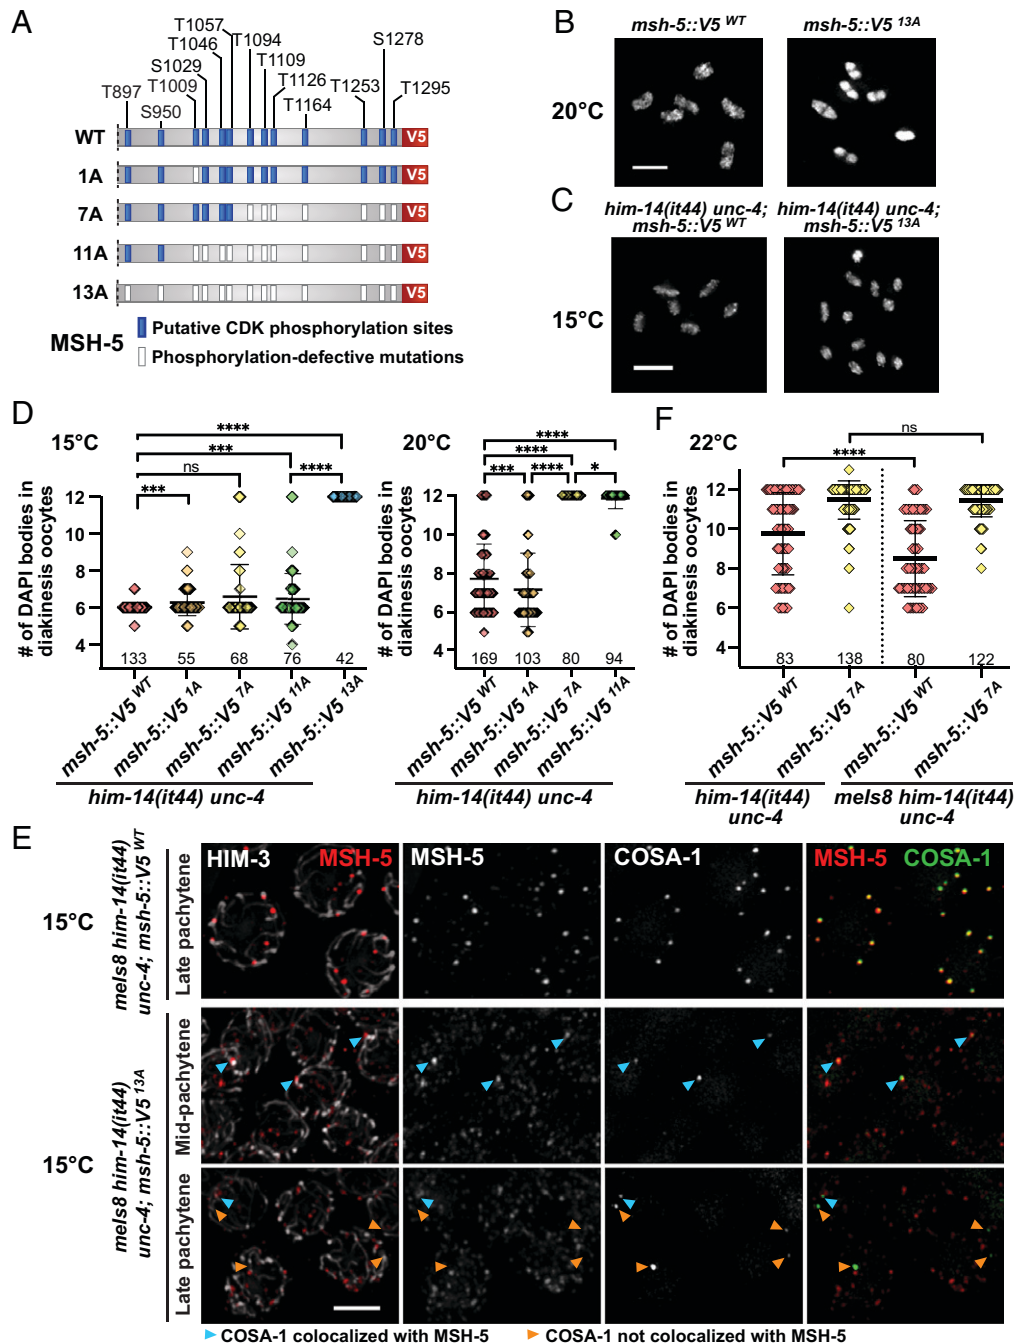 A
T1057
T1046
T1094
S1278
S1029
T1109
T1009
T1126
T1253
T1295
T897
S950
T1164
WT
V5
1A
V5
7A
V5
11A
V5
13A
V5
MSH-5
Putative CDK phosphorylation sites
Phosphorylation-defective mutations
B
msh-5::V5 WT
msh-5::V5 13A
20°C
C
him-14(it44) unc-4;
msh-5::V5 WT
him-14(it44) unc-4;
msh-5::V5 13A
15°C
D
15°C
# of DAPI bodies in
diakinesis oocytes
12
10
8
6
4
****
***
ns
****
***
133
55
68
76
42
msh-5::V5 WT
msh-5::V5 1A
msh-5::V5 7A
msh-5::V5 11A
msh-5::V5 13A
him-14(it44) unc-4
20°C
# of DAPI bodies in
diakinesis oocytes
12
10
8
6
4
****
****
***
****
*
169
103
80
94
msh-5::V5 WT
msh-5::V5 1A
msh-5::V5 7A
msh-5::V5 11A
him-14(it44) unc-4
F
22°C
# of DAPI bodies in
diakinesis oocytes
12
10
8
6
4
ns
****
83
138
80
122
msh-5::V5 WT
msh-5::V5 7A
msh-5::V5 WT
msh-5::V5 7A
him-14(it44)
unc-4
meIs8 him-14(it44)
unc-4
E
15°C
meIs8 him-14(it44)
unc-4; msh-5::V5 WT
Late pachytene
HIM-3
MSH-5
MSH-5
COSA-1
MSH-5
COSA-1
15°C
meIs8 him-14(it44)
unc-4; msh-5::V5 13A
Mid-pachytene
Late pachytene
COSA-1 colocalized with MSH-5
COSA-1 not colocalized with MSH-5